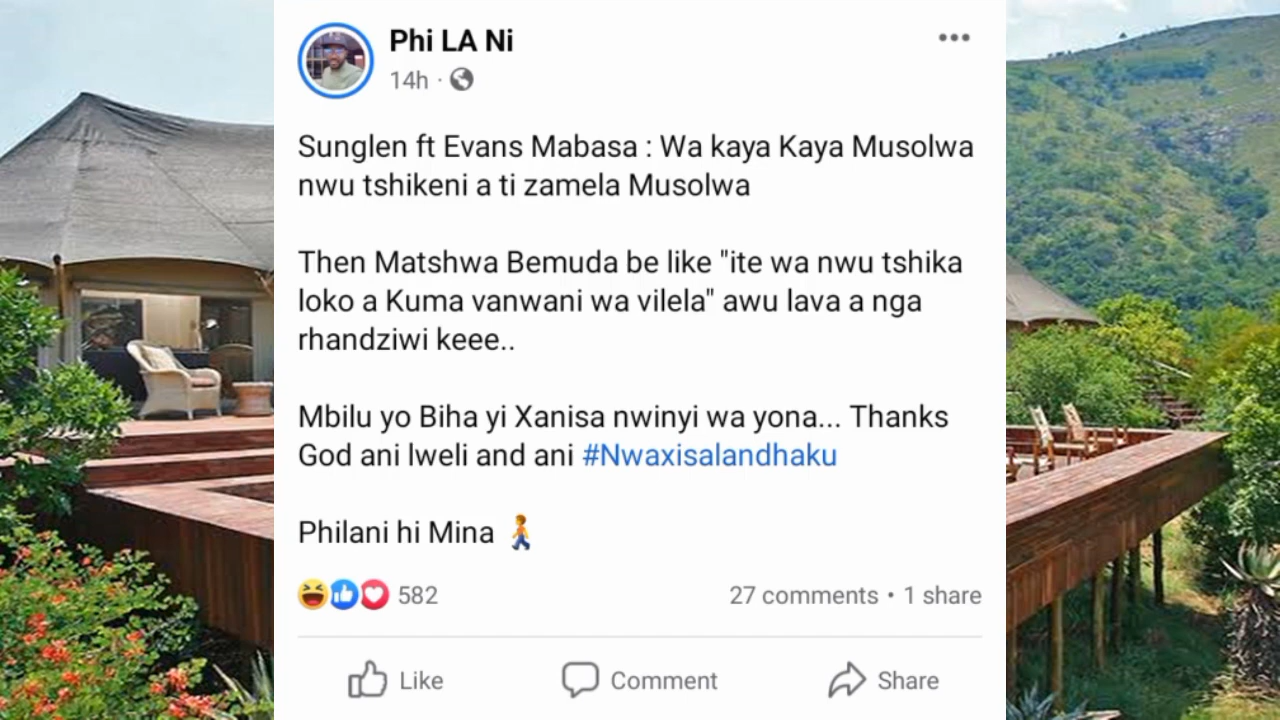 Phi LA Ni
14h ·
Sunglen ft Evans Mabasa : Wa kaya Kaya Musolwa
nwu tshikeni a ti zamela Musolwa
Then Matshwa Bemuda be like "ite wa nwu tshika
loko a Kuma vanwani wa vilela" awu lava a nga
rhandziwi keee..
Mbilu yo Biha yi Xanisa nwinyi wa yona... Thanks
God ani lweli and ani #Nwaxisalandhaku
Philani hi Mina
582
27 comments • 1 share
Like
Comment
Share